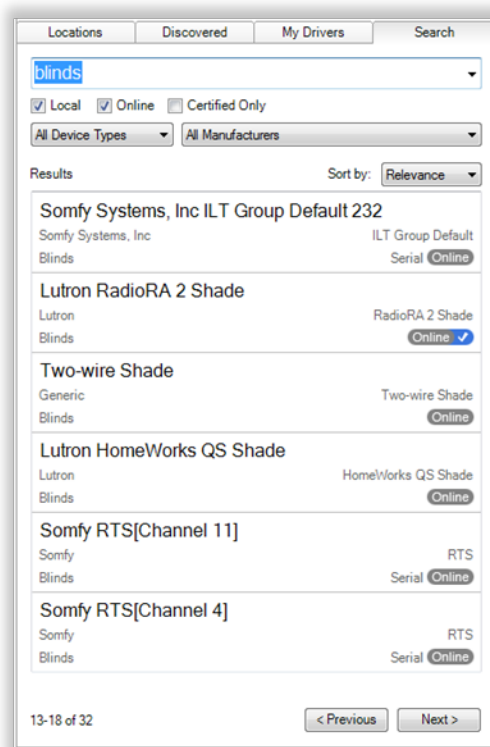 Locations Discovered My Drivers Search
blinds
Local Online Certified Only
All Device Types All Manufacturers
Results Sort by: Relevance
Somfy Systems, Inc ILT Group Default 232
Somfy Systems, Inc ILT Group Default
Blinds Serial Online
Lutron RadioRA 2 Shade
Lutron RadioRA 2 Shade
Blinds Online
Two-wire Shade
Generic Two-wire Shade
Blinds Online
Lutron HomeWorks QS Shade
Lutron HomeWorks QS Shade
Blinds Online
Somfy RTS[Channel 11]
Somfy RTS
Blinds Serial Online
Somfy RTS[Channel 4]
Somfy RTS
Blinds Serial Online
13-18 of 32 < Previous Next >